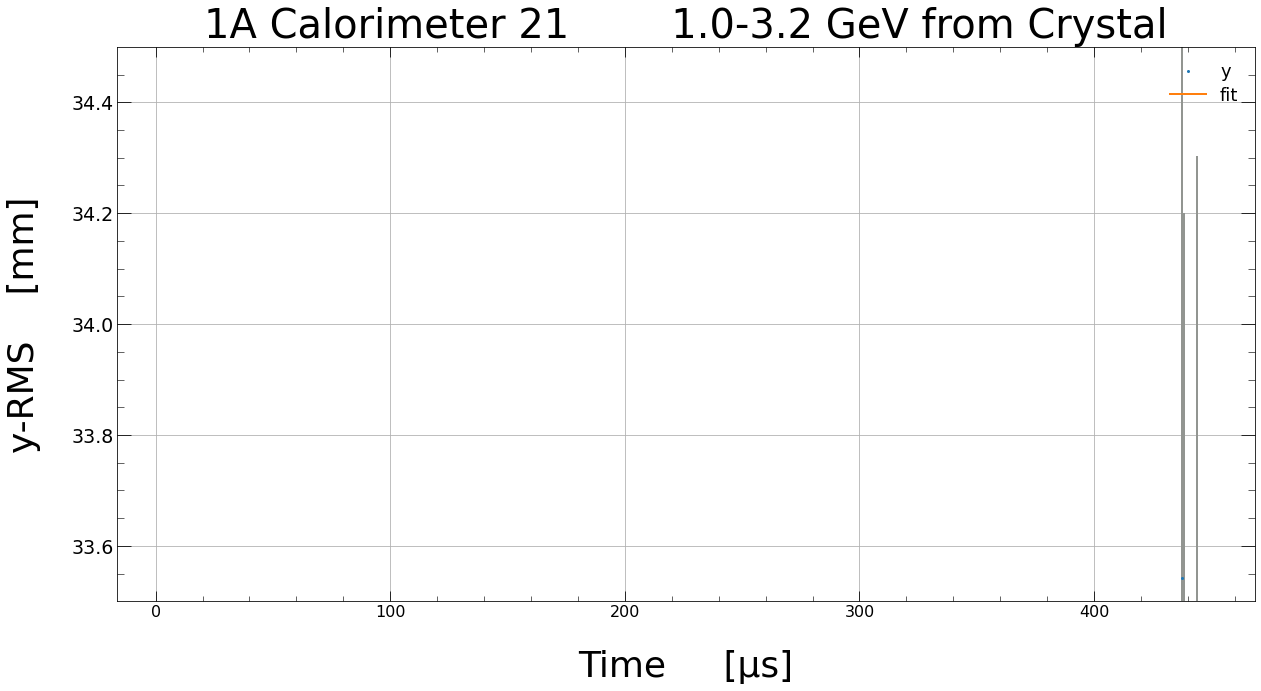 1A Calorimeter 21 1.0-3.2 GeV from Crystal
y
fit
34.4
34.2
34.0
33.8
33.6
y-RMS [mm]
0 100 200 300 400
Time [μs]